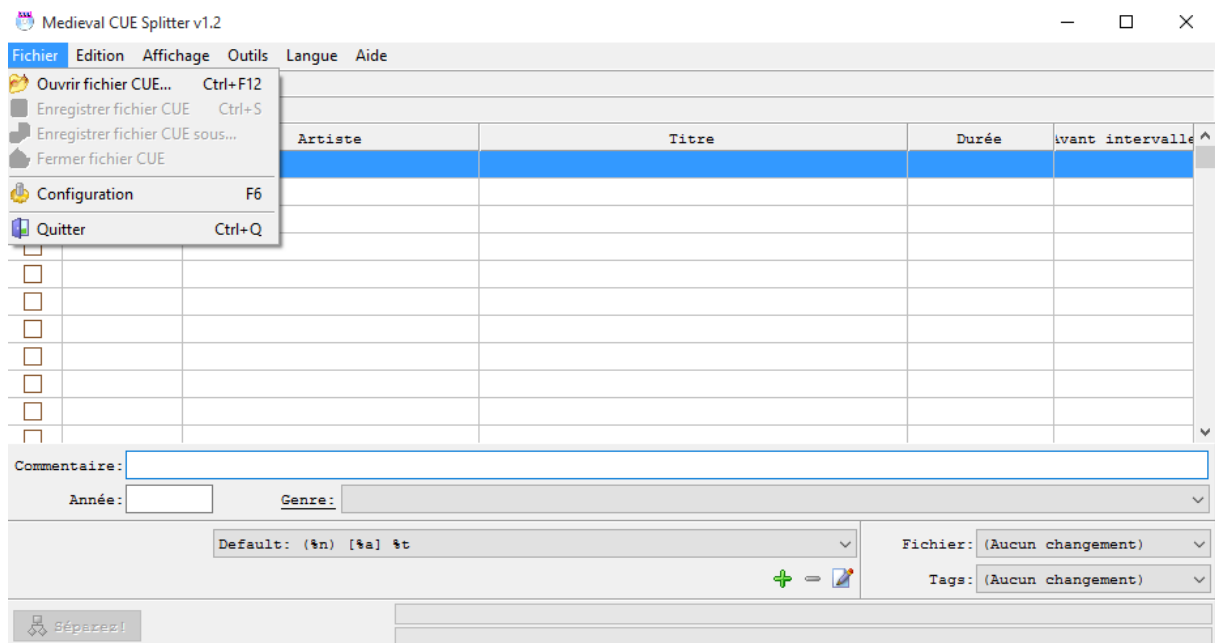 Medieval CUE Splitter v1.2
Fichier Edition Affichage Outils Langue Aide
Ouvrir fichier CUE... Ctrl+F12
Enregistrer fichier CUE Ctrl+S
Enregistrer fichier CUE sous...
Fermer fichier CUE
Configuration F6
Quitter Ctrl+Q
Artiste Titre Durée Avant intervalle
Commentaire:
Année: Genre:
Default: (%n) [%a] %t
Fichier: (Aucun changement)
Tags: (Aucun changement)
Séparez!